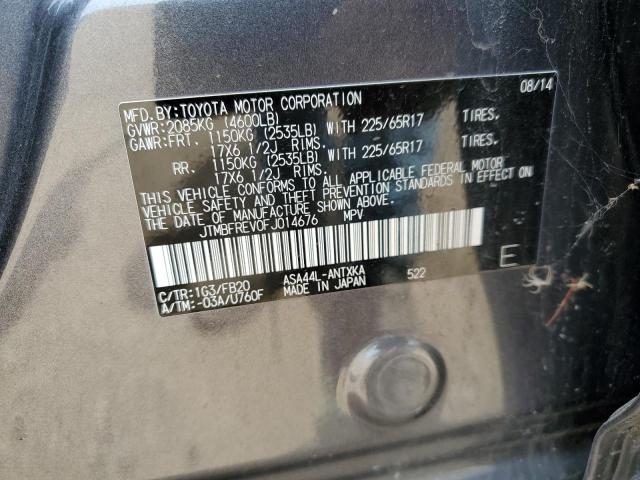 MFD.BY:TOYOTA MOTOR CORPORATION 08/14
GVWR:2085KG (4600LB)
GAWR:FRT. 1150KG (2535LB) WITH 225/65R17 TIRES.
17X6 1/2J RIMS.
RR. 1150KG (2535LB) WITH 225/65R17 TIRES.
17X6 1/2J RIMS.
THIS VEHICLE CONFORMS TO ALL APPLICABLE FEDERAL MOTOR
VEHICLE SAFETY AND THEFT PREVENTION STANDARDS IN EFFECT ON
THE DATE OF MANUFACTURE SHOWN ABOVE.
JTMBFREV0FJ014676 MPV
C/TR:1G3/FB20 ASA44L-ANTXKA 522 E
A/TM:-03A/U760F MADE IN JAPAN